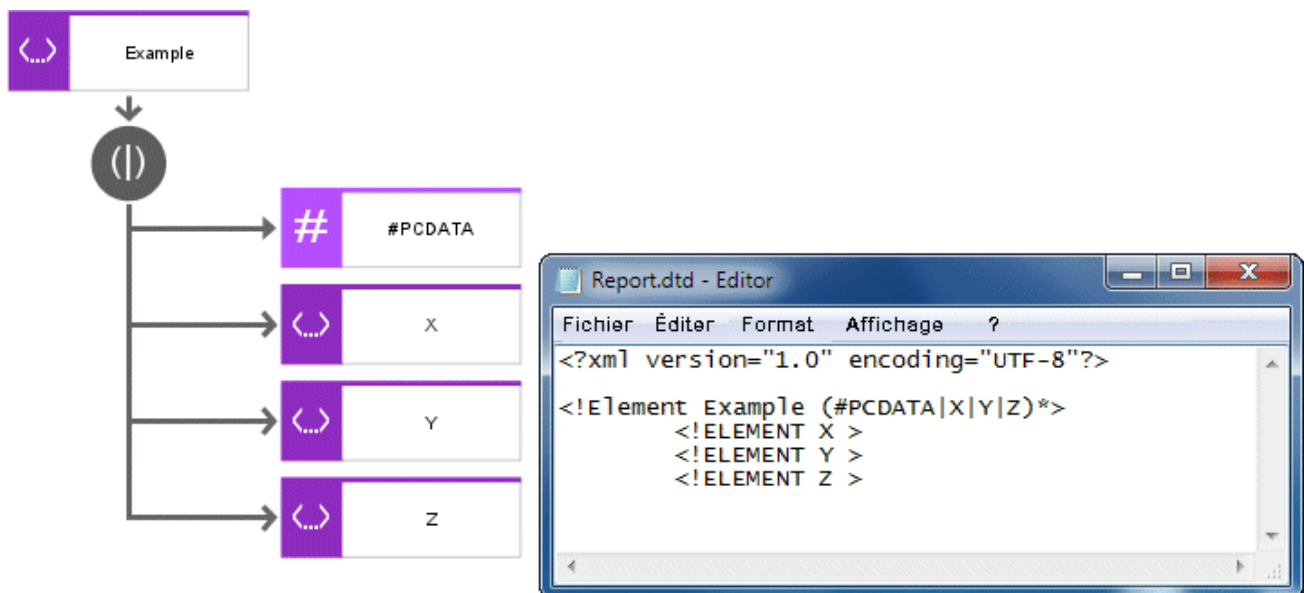 <...> Example
(|)
# #PCDATA
<...> X
<...> Y
<...> Z
Report.dtd - Editor
Fichier Éditer Format Affichage ?
<?xml version="1.0" encoding="UTF-8"?>
<!Element Example (#PCDATA|X|Y|Z)*>
<!ELEMENT X >
<!ELEMENT Y >
<!ELEMENT Z >